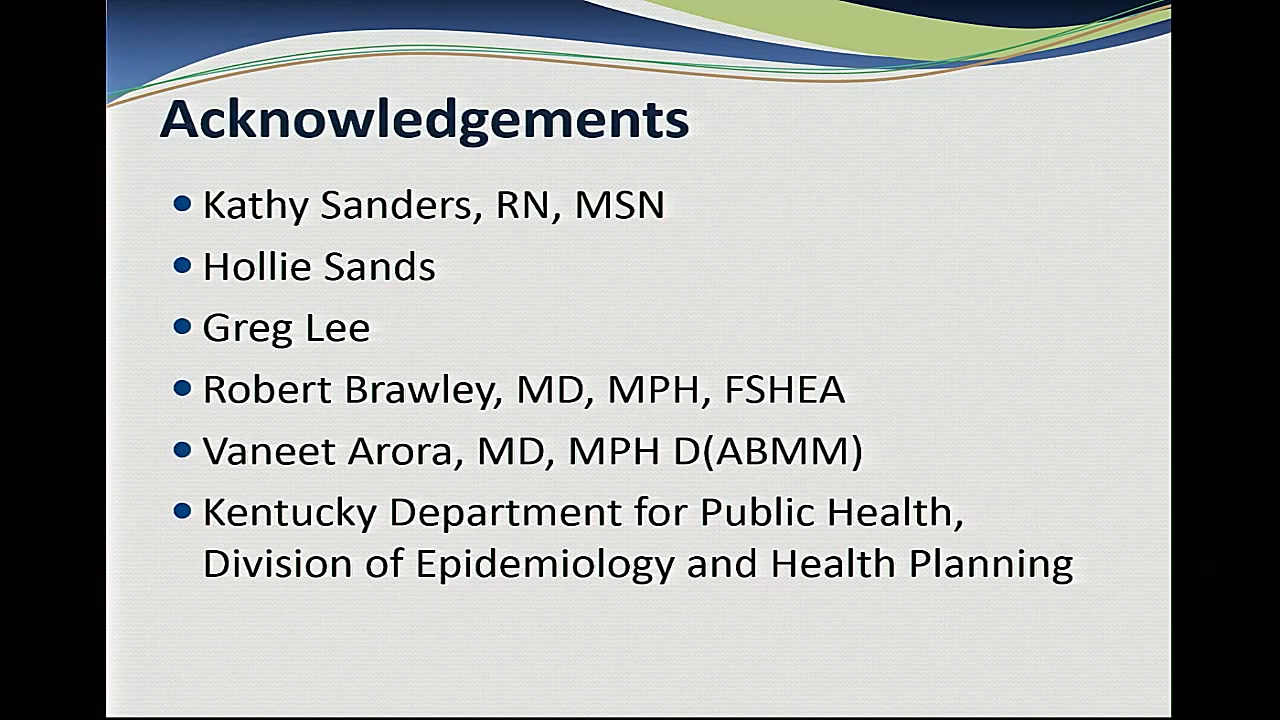 Acknowledgements
• Kathy Sanders, RN, MSN
• Hollie Sands
• Greg Lee
• Robert Brawley, MD, MPH, FSHEA
• Vaneet Arora, MD, MPH D(ABMM)
• Kentucky Department for Public Health,
Division of Epidemiology and Health Planning